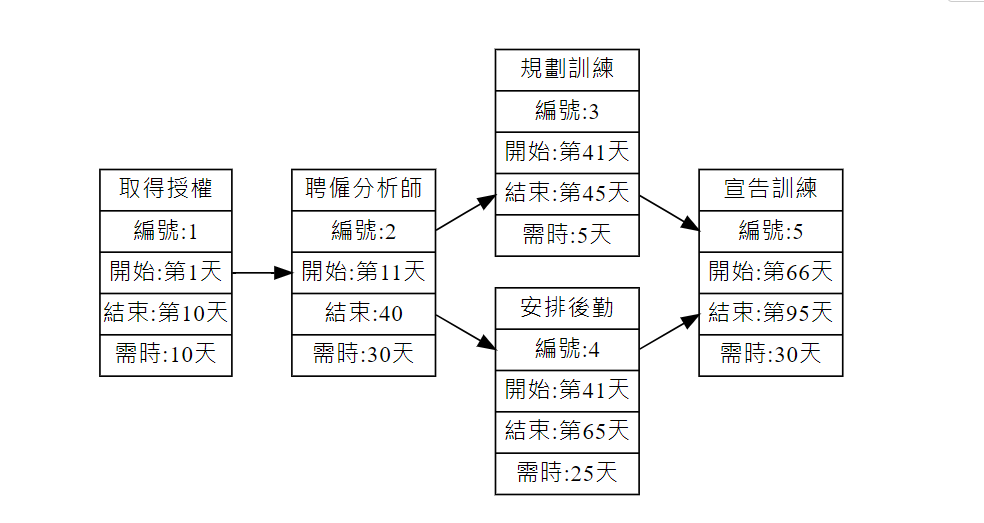 取得授權
編號:1
開始:第1天
結束:第10天
需時:10天
聘僱分析師
編號:2
開始:第11天
結束:40
需時:30天
規劃訓練
編號:3
開始:第41天
結束:第45天
需時:5天
安排後勤
編號:4
開始:第41天
結束:第65天
需時:25天
宣告訓練
編號:5
開始:第66天
結束:第95天
需時:30天